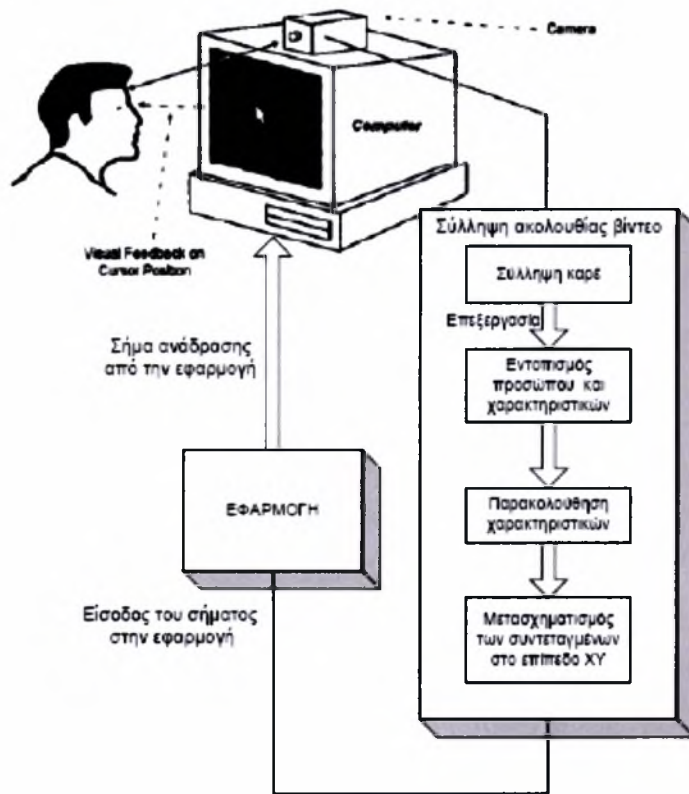 Camera
Computer
Visual Feedback on
Cursor Position
Σύλληψη ακολουθίας βίντεο
Σύλληψη καρέ
Επεξεργασία
Εντοπισμός
προσώπου και
χαρακτηριστικών
Παρακολούθηση
χαρακτηριστικών
Μετασχηματισμός
των συντεταγμένων
στο επίπεδο ΧΥ
Σήμα ανάδρασης
από την εφαρμογή
ΕΦΑΡΜΟΓΗ
Είσοδος του σήματος
στην εφαρμογή